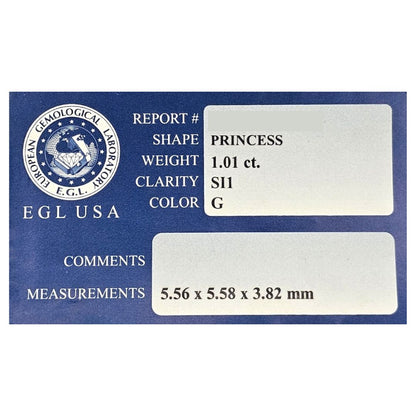 EUROPEAN GEMOLOGICAL LABORATORY
E.G.L.
EGL USA
REPORT #
SHAPE PRINCESS
WEIGHT 1.01 ct.
CLARITY SI1
COLOR G
COMMENTS
MEASUREMENTS 5.56 x 5.58 x 3.82 mm